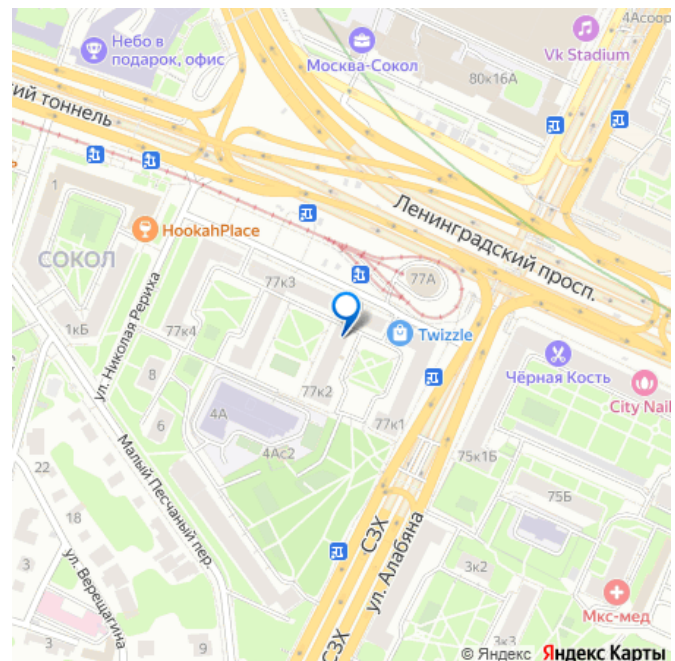 4Асоор
Небо в
подарок, офис
Москва-Сокол
Vk Stadium
80к16А
ий тоннель
Ленинградский просп.
1
HookahPlace
СОКОЛ
77А
77к3
1кБ
77к4
Twizzle
ул. Николая Рериха
8
Чёрная Кость
77к2
City Nail
4А
77к1
6
4Ас2
75к1Б
22
Малый Песчаный пер.
75Б
18
СЗХ
ул. Алабяна
3
ул. Верещагина
3к2
Мкс-мед
3
9
СЗХ
3к3
© Яндекс Яндекс Карты